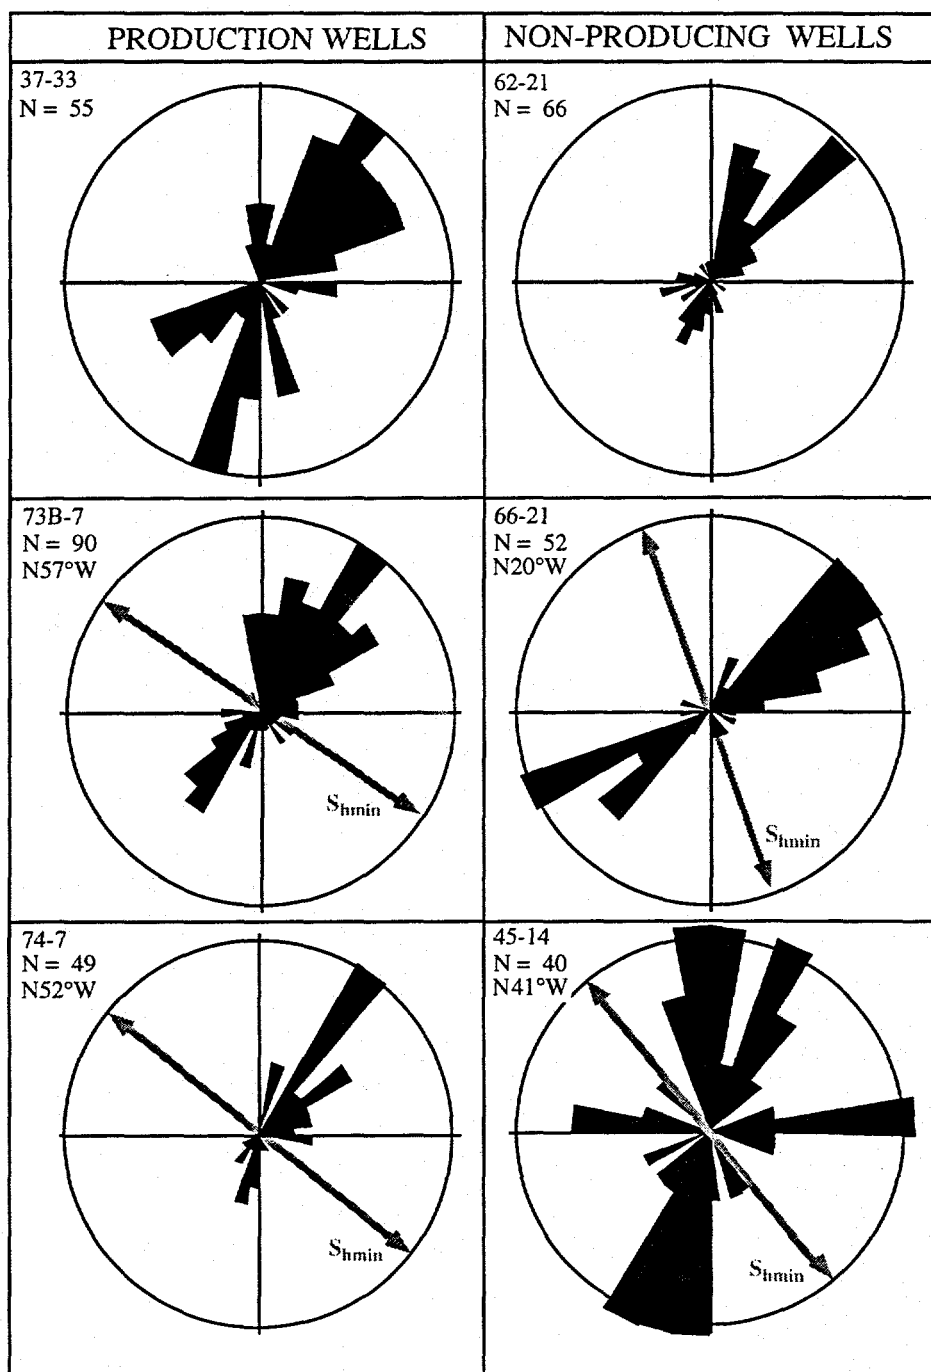 PRODUCTION WELLS
NON-PRODUCING WELLS
37-33
N = 55
62-21
N = 66
73B-7
N = 90
N57°W
Shmin
66-21
N = 52
N20°W
Shmin
74-7
N = 49
N52°W
Shmin
45-14
N = 40
N41°W
Shmin